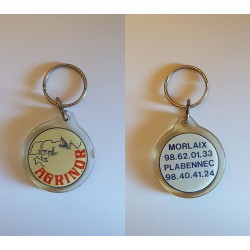 AGRINOR
MORLAIX
98.62.01.33
PLABENNEC
98.40.41.24